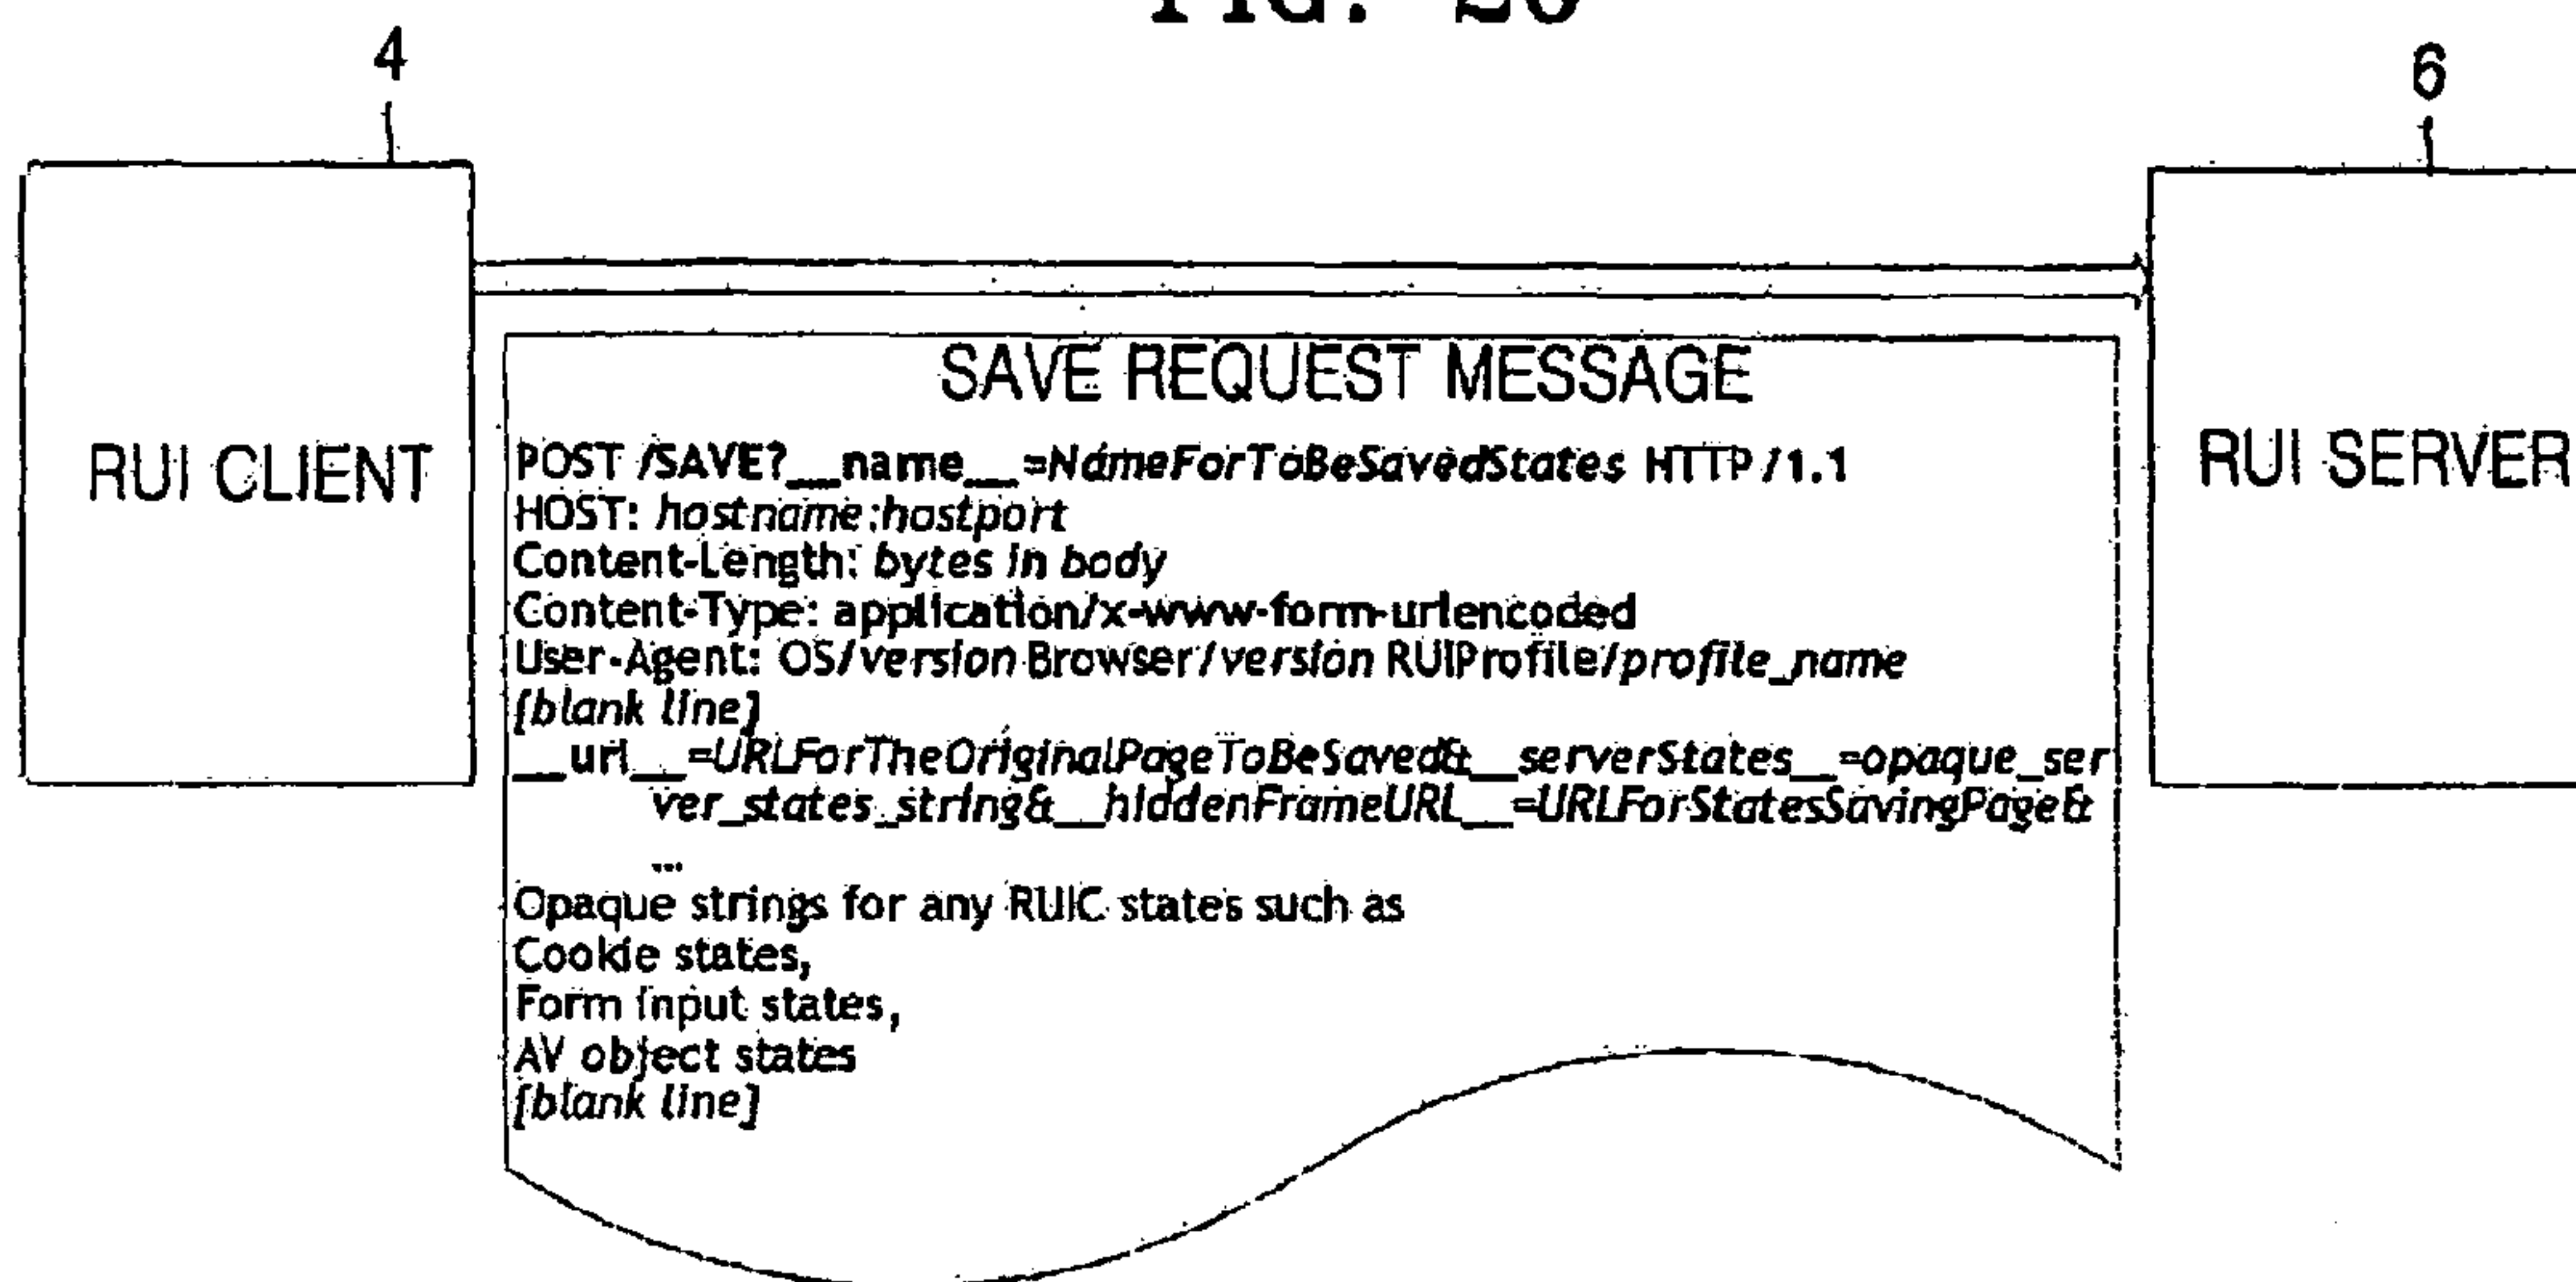 FIG. 20
4
6
RUI CLIENT
RUI SERVER
SAVE REQUEST MESSAGE
POST /SAVE?__name__=NameForToBeSavedStates HTTP/1.1
HOST: hostname:hostport
Content-Length: bytes in body
Content-Type: application/x-www-form-urlencoded
User-Agent: OS/version Browser/version RUIProfile/profile_name
[blank line]
__url__=URLForTheOriginalPageToBeSaved&__serverStates__=opaque_ser
ver_states_string&__hiddenFrameURL__=URLForStatesSavingPage&
...
Opaque strings for any RUIC states such as
Cookie states,
Form input states,
AV object states
[blank line]